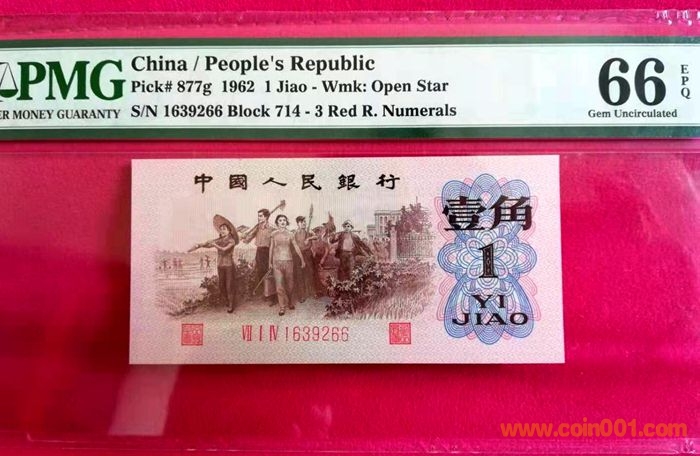 PMG
ER MONEY GUARANTY
China / People's Republic
Pick# 877g 1962 1 Jiao - Wmk: Open Star
S/N 1639266 Block 714 - 3 Red R. Numerals
66 EPQ
Gem Uncirculated
中國人民銀行
壹角
1
YI
JIAO
VII I IV 1639266
www.coin001.com